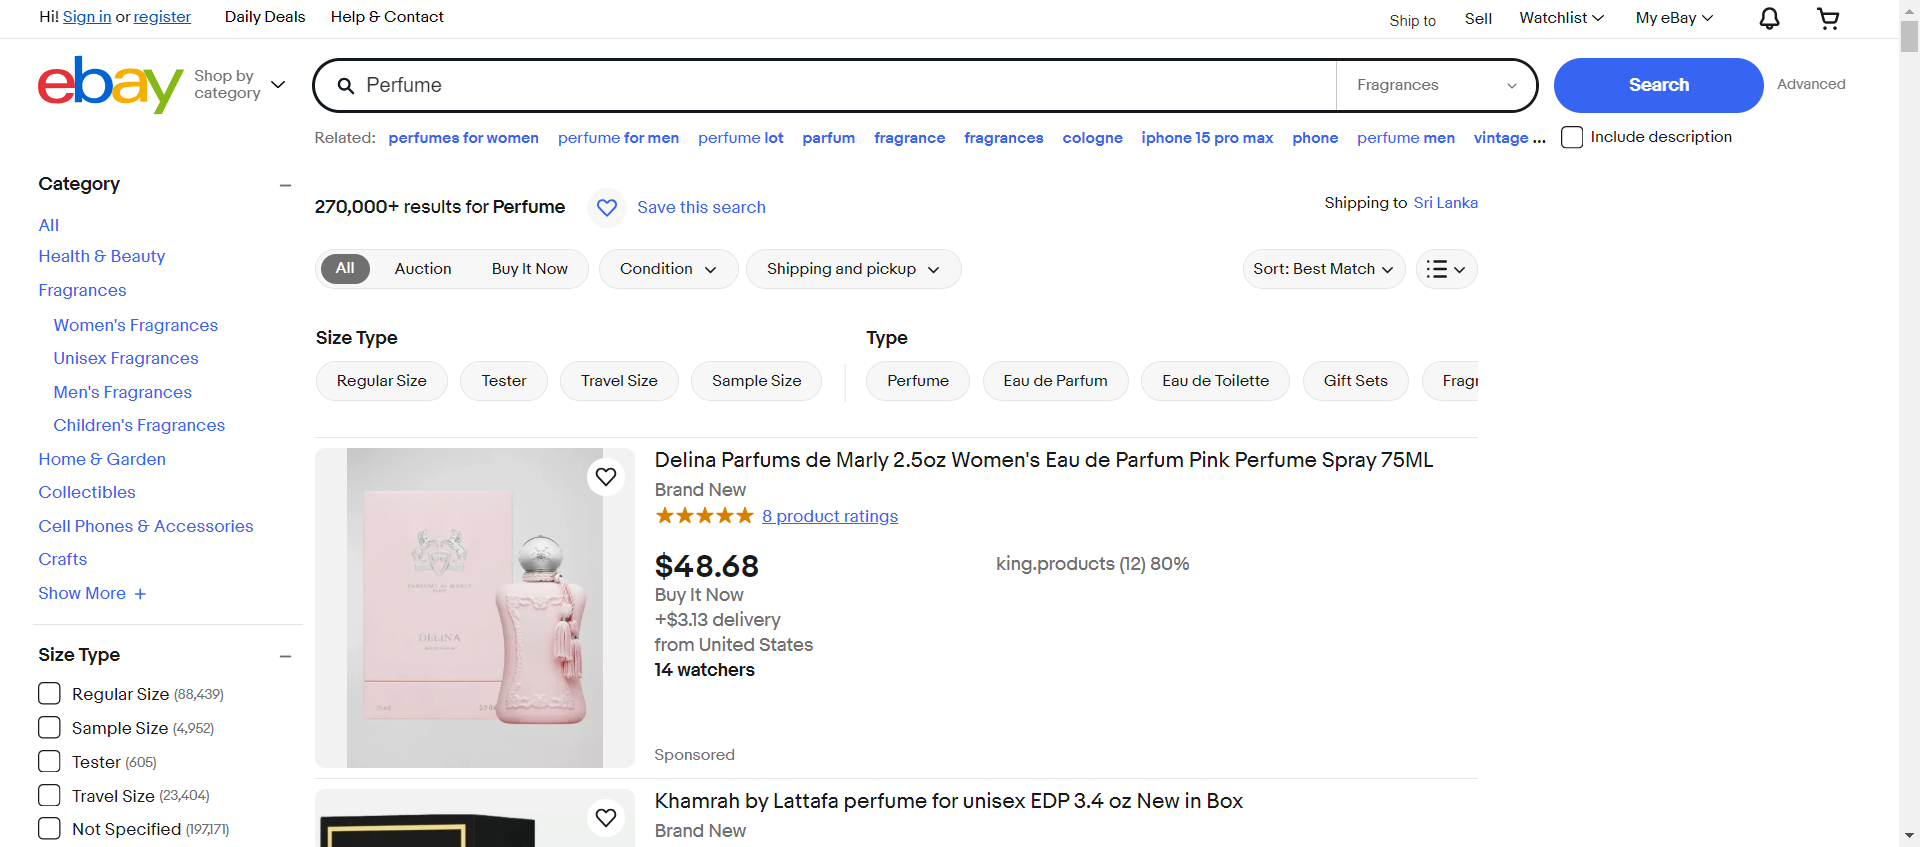 Hi! Sign in or register Daily Deals Help & Contact Ship to Sell Watchlist My eBay
ebay Shop by category Perfume Fragrances Search Advanced
Related: perfumes for women perfume for men perfume lot parfum fragrance fragrances cologne iphone 15 pro max phone perfume men vintage ... Include description
Category
All
Health & Beauty
Fragrances
Women's Fragrances
Unisex Fragrances
Men's Fragrances
Children's Fragrances
Home & Garden
Collectibles
Cell Phones & Accessories
Crafts
Show More +
Size Type
Regular Size (88,439)
Sample Size (4,952)
Tester (605)
Travel Size (23,404)
Not Specified (197,171)
270,000+ results for Perfume Save this search Shipping to Sri Lanka
All Auction Buy It Now Condition Shipping and pickup Sort: Best Match
Size Type Type
Regular Size Tester Travel Size Sample Size Perfume Eau de Parfum Eau de Toilette Gift Sets Fragr
PARFUMS de MARLY
PARIS
DELINA
Delina Parfums de Marly 2.5oz Women's Eau de Parfum Pink Perfume Spray 75ML
Brand New
8 product ratings
$48.68 king.products (12) 80%
Buy It Now
+$3.13 delivery
from United States
14 watchers
Sponsored
Khamrah by Lattafa perfume for unisex EDP 3.4 oz New in Box
Brand New